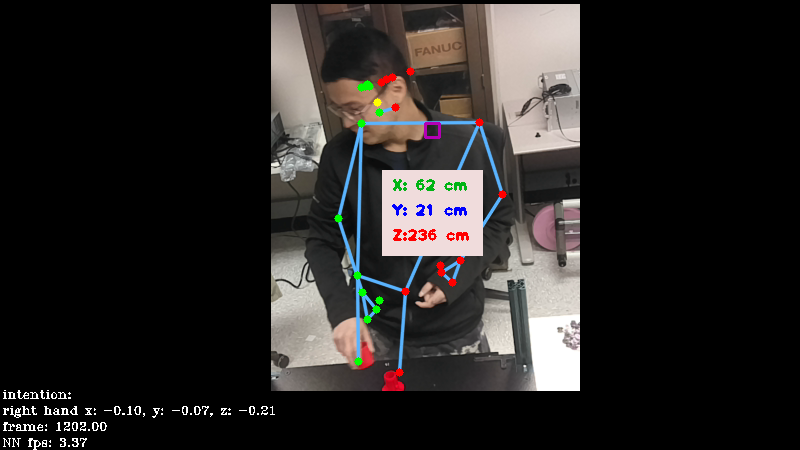 FANUC
X: 62 cm
Y: 21 cm
Z:236 cm
intention:
right hand x: -0.10, y: -0.07, z: -0.21
frame: 1202.00
NN fps: 3.37